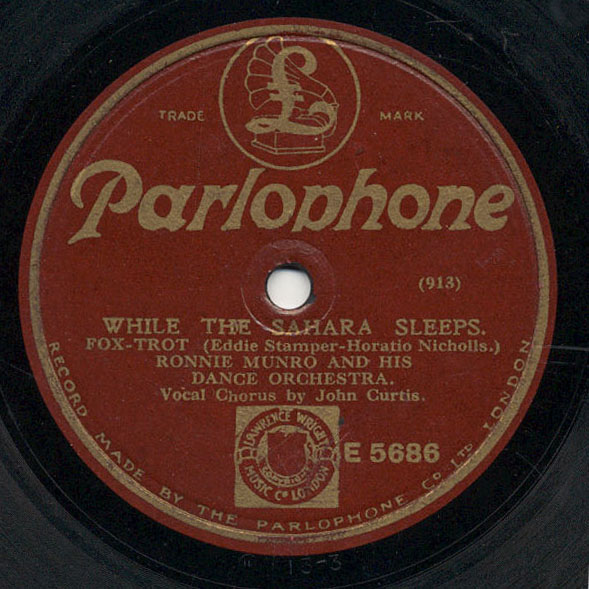 TRADE MARK
Parlophone
(913)
WHILE THE SAHARA SLEEPS.
FOX-TROT (Eddie Stamper-Horatio Nicholls.)
RONNIE MUNRO AND HIS
DANCE ORCHESTRA.
Vocal Chorus by John Curtis.
LAWRENCE WRIGHT
COPYRIGHT
MUSIC Co LONDON
E 5686
RECORD MADE BY THE PARLOPHONE Co LTD LONDON